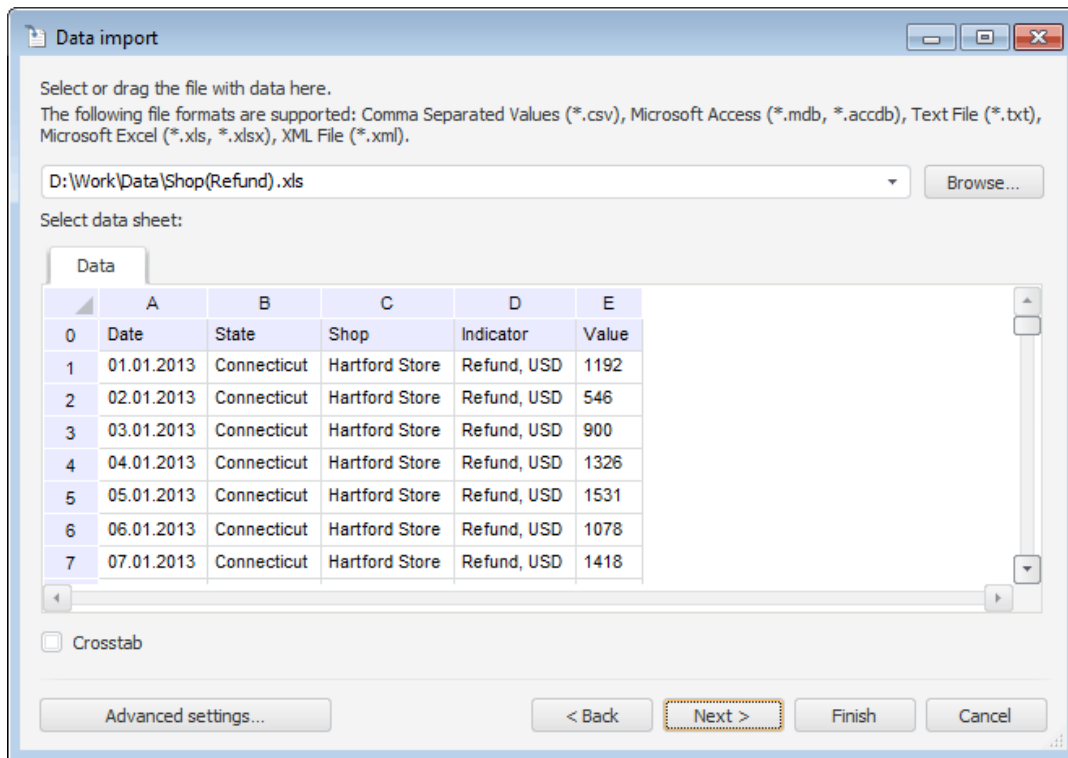 Data import
Select or drag the file with data here.
The following file formats are supported: Comma Separated Values (*.csv), Microsoft Access (*.mdb, *.accdb), Text File (*.txt),
Microsoft Excel (*.xls, *.xlsx), XML File (*.xml).
D:\Work\Data\Shop(Refund).xls Browse...
Select data sheet:
Data
A B C D E
0 Date State Shop Indicator Value
1 01.01.2013 Connecticut Hartford Store Refund, USD 1192
2 02.01.2013 Connecticut Hartford Store Refund, USD 546
3 03.01.2013 Connecticut Hartford Store Refund, USD 900
4 04.01.2013 Connecticut Hartford Store Refund, USD 1326
5 05.01.2013 Connecticut Hartford Store Refund, USD 1531
6 06.01.2013 Connecticut Hartford Store Refund, USD 1078
7 07.01.2013 Connecticut Hartford Store Refund, USD 1418
Crosstab
Advanced settings... < Back Next > Finish Cancel